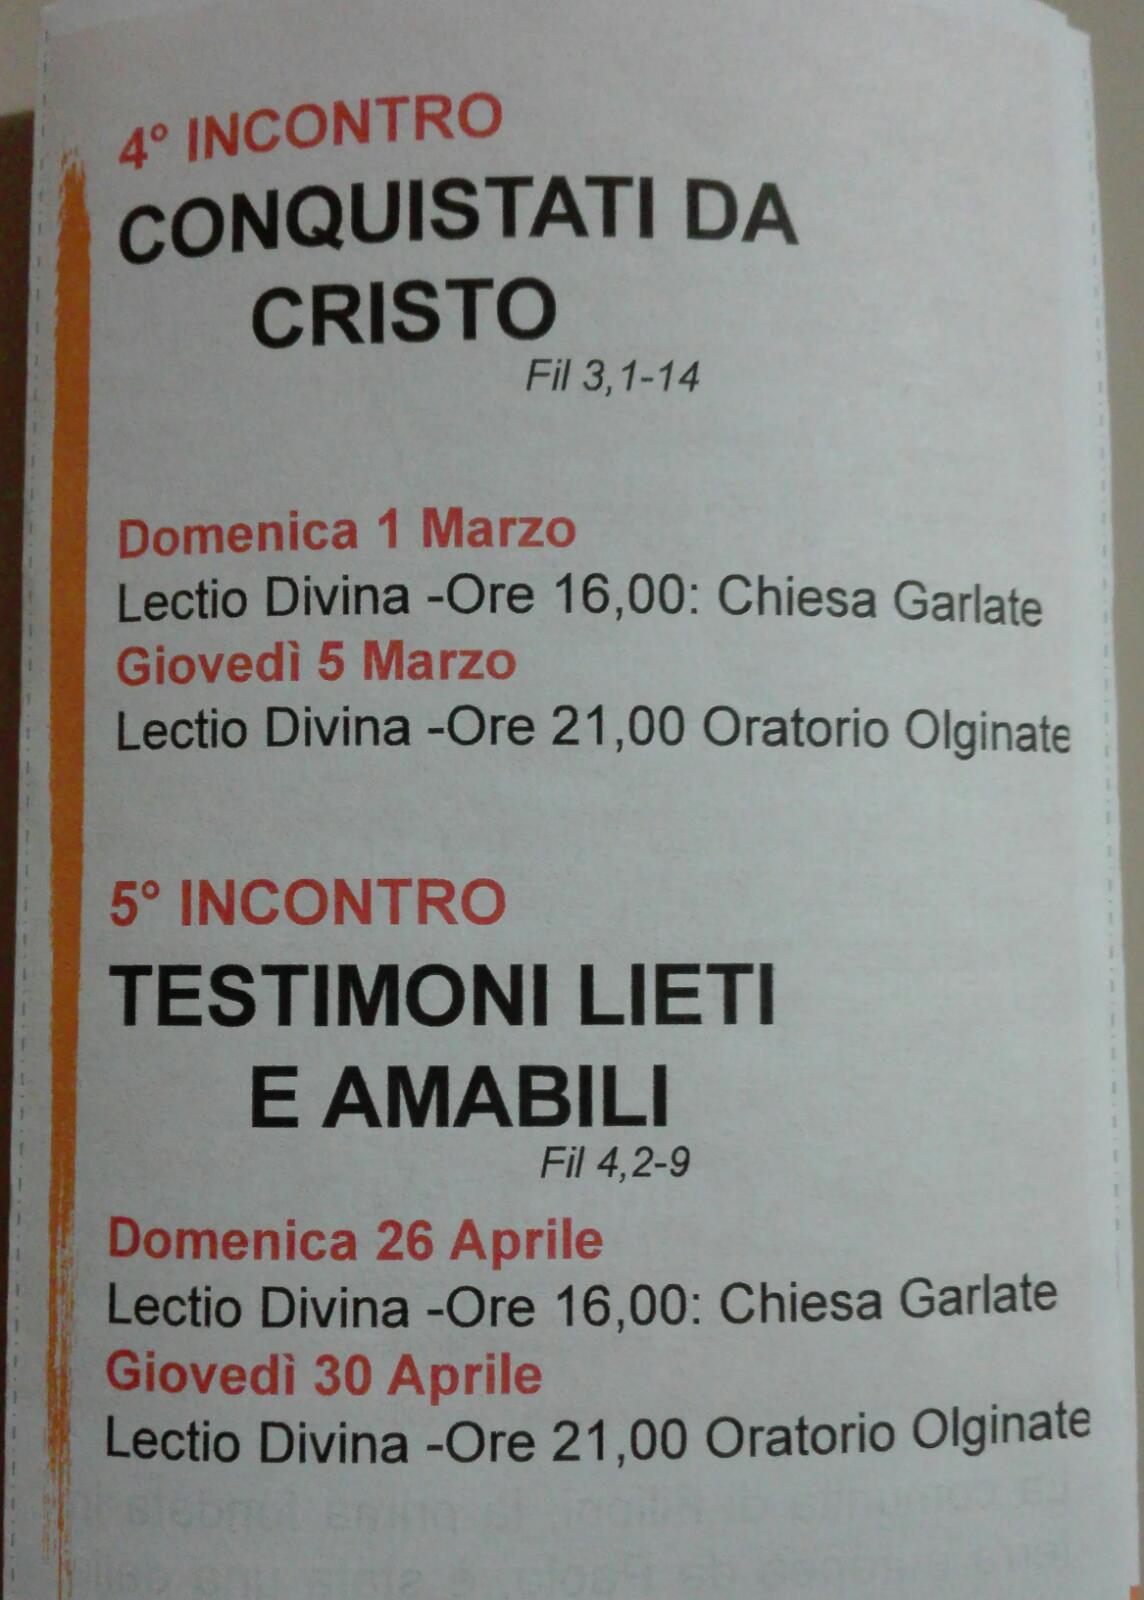 4° INCONTRO
CONQUISTATI DA
CRISTO
Fil 3,1-14
Domenica 1 Marzo
Lectio Divina -Ore 16,00: Chiesa Garlate
Giovedì 5 Marzo
Lectio Divina -Ore 21,00 Oratorio Olginate
5° INCONTRO
TESTIMONI LIETI
E AMABILI
Fil 4,2-9
Domenica 26 Aprile
Lectio Divina -Ore 16,00: Chiesa Garlate
Giovedì 30 Aprile
Lectio Divina -Ore 21,00 Oratorio Olginate